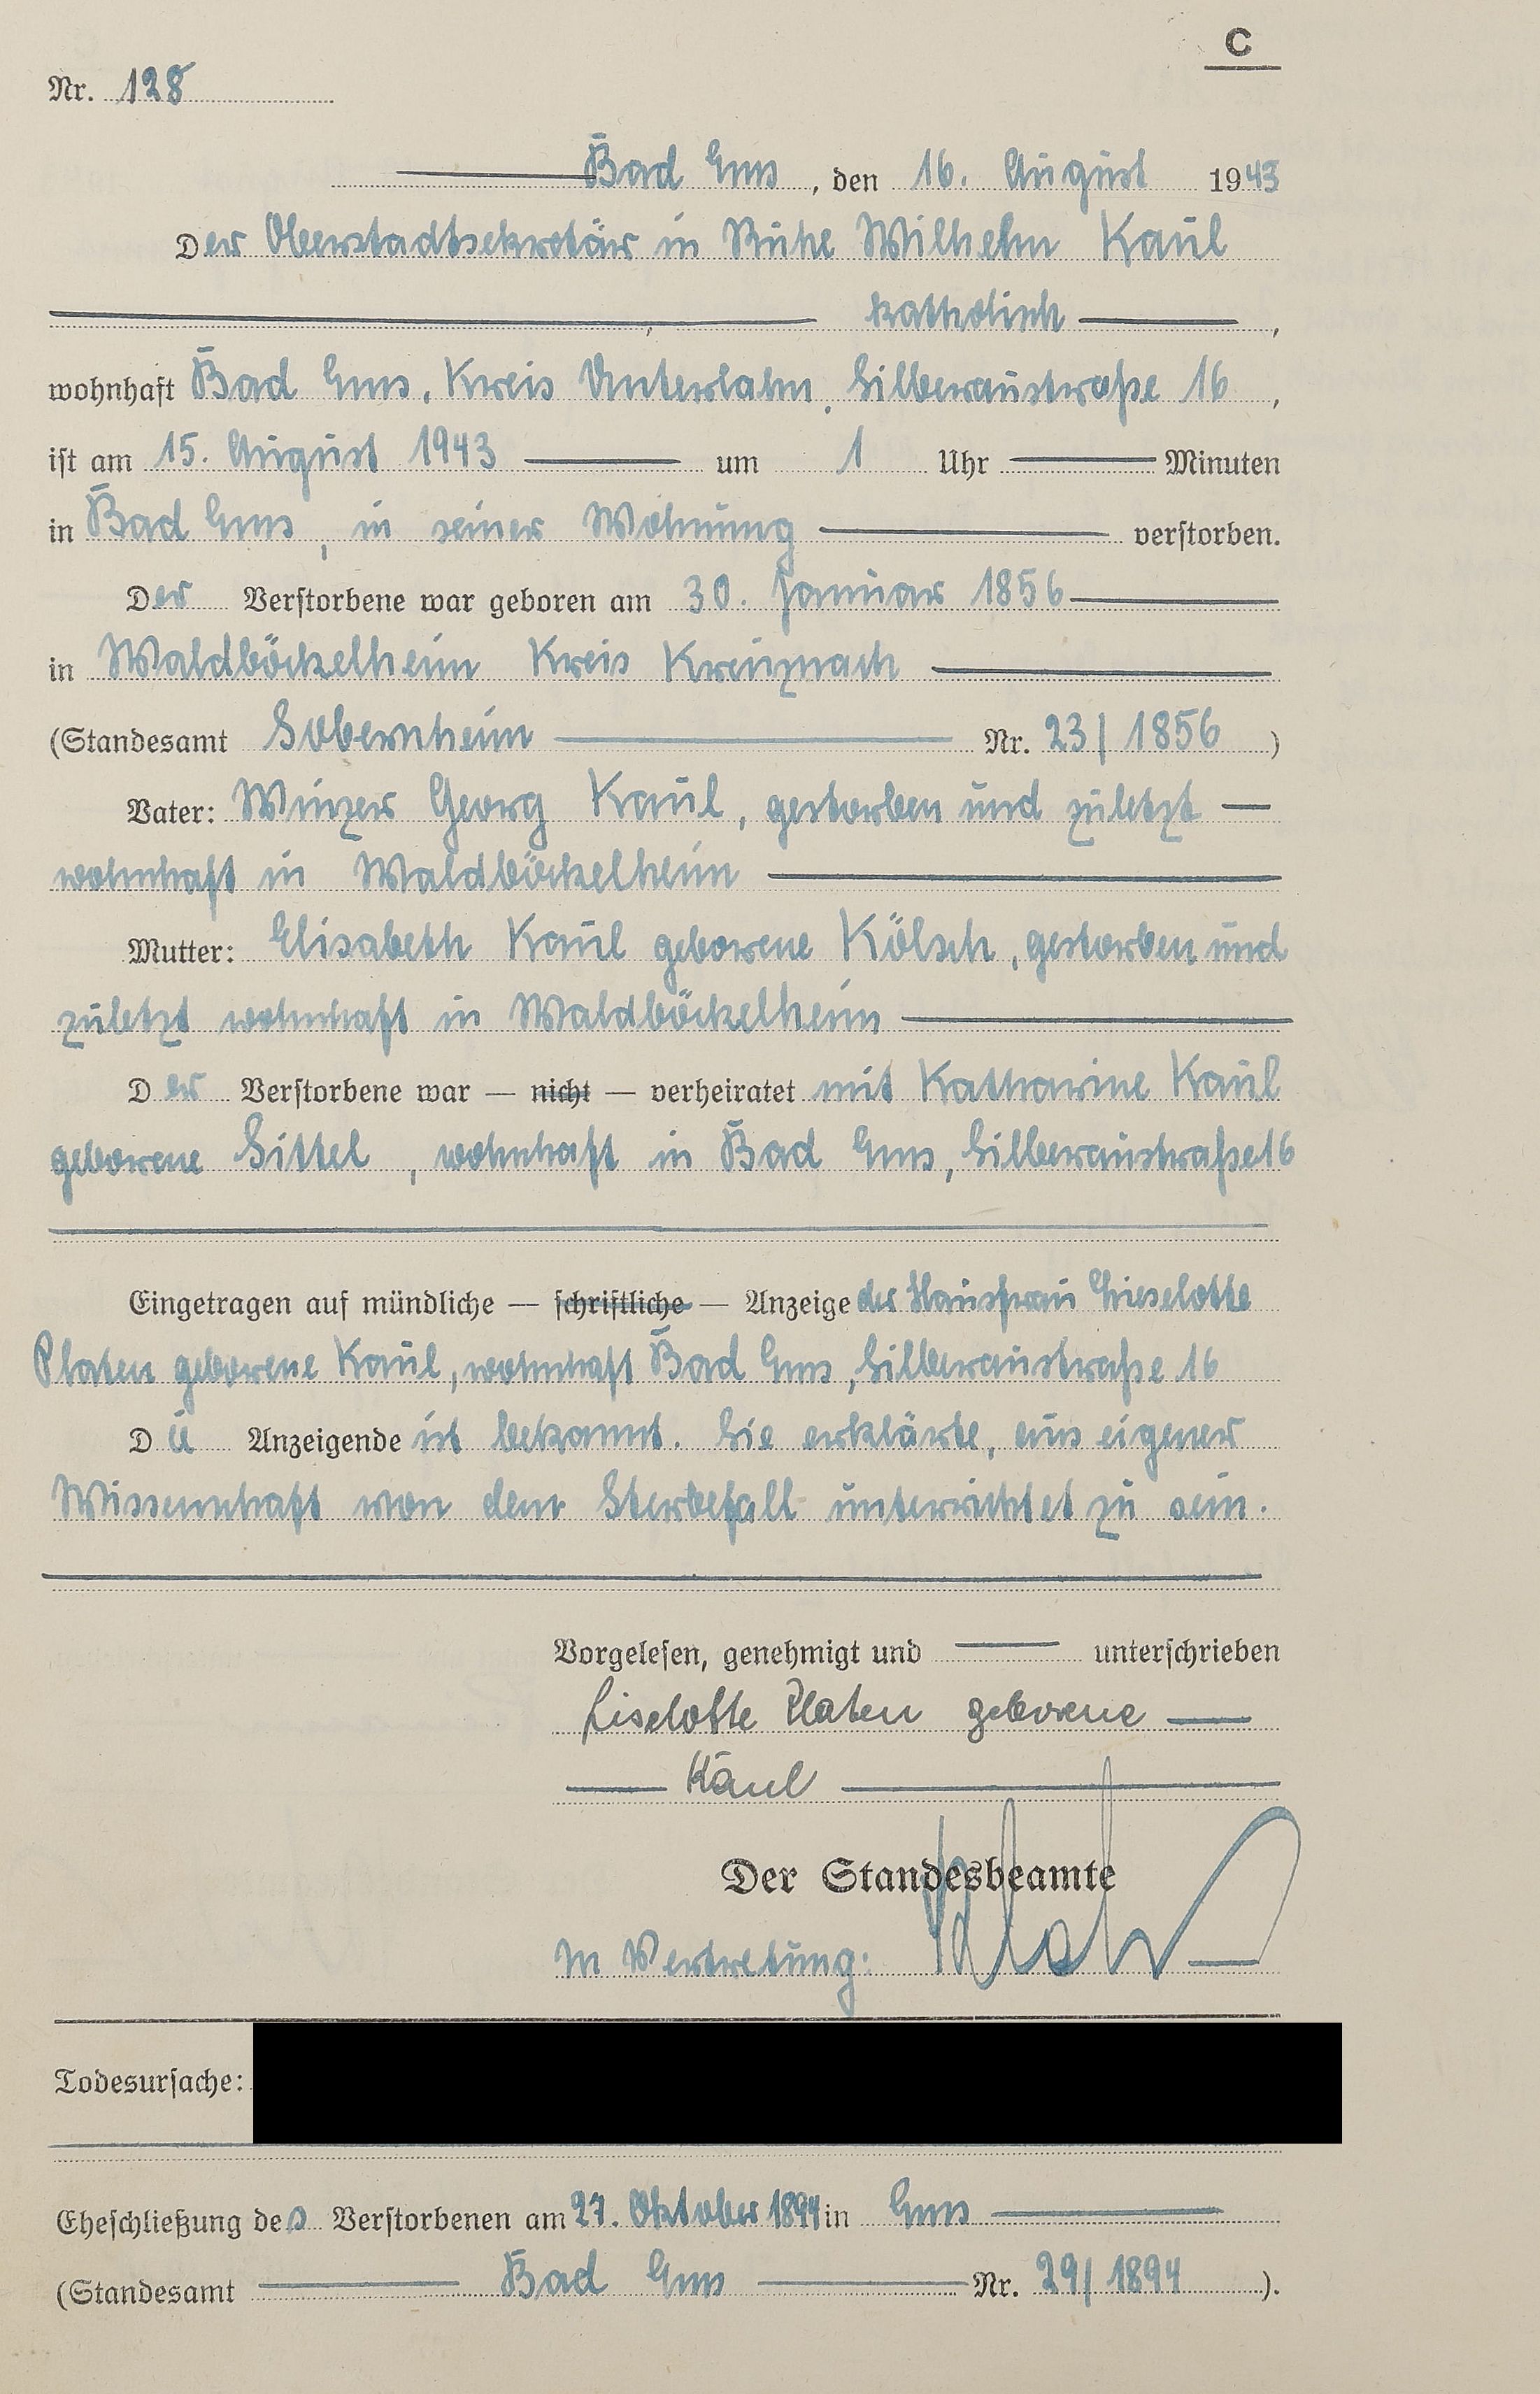 C
Nr. 128
Bad Ems, den 16. August 1943
Der Oberstadtsekretär in Ruhe Wilhelm Kaul
katholisch,
wohnhaft Bad Ems, Kreis Unterlahn, Silberaustraße 16,
ist am 15. August 1943 um 1 Uhr Minuten
in Bad Ems, in seiner Wohnung verstorben.
Der Verstorbene war geboren am 30. Januar 1856
in Waldböckelheim Kreis Kreuznach
(Standesamt Sobernheim Nr. 23/1856)
Vater: Winzer Georg Kaul, gestorben und zuletzt
wohnhaft in Waldböckelheim
Mutter: Elisabeth Kaul geborene Kölsch, gestorben und
zuletzt wohnhaft in Waldböckelheim
Der Verstorbene war — nicht — verheiratet mit Katharine Kaul
geborene Sittel, wohnhaft in Bad Ems, Silberaustraße 16
Eingetragen auf mündliche — schriftliche — Anzeige der Hausfrau Lieselotte
Platen geborene Kaul, wohnhaft Bad Ems, Silberaustraße 16
Die Anzeigende ist bekannt. Sie erklärte, aus eigener
Wissenschaft von dem Sterbefall unterrichtet zu sein.
Vorgelesen, genehmigt und unterschrieben
Liselotte Platen geborene
Kaul
Der Standesbeamte
In Vertretung:
Todesursache:
Eheschließung des Verstorbenen am 27. Oktober 1894 in Ems
(Standesamt Bad Ems Nr. 29/1894).